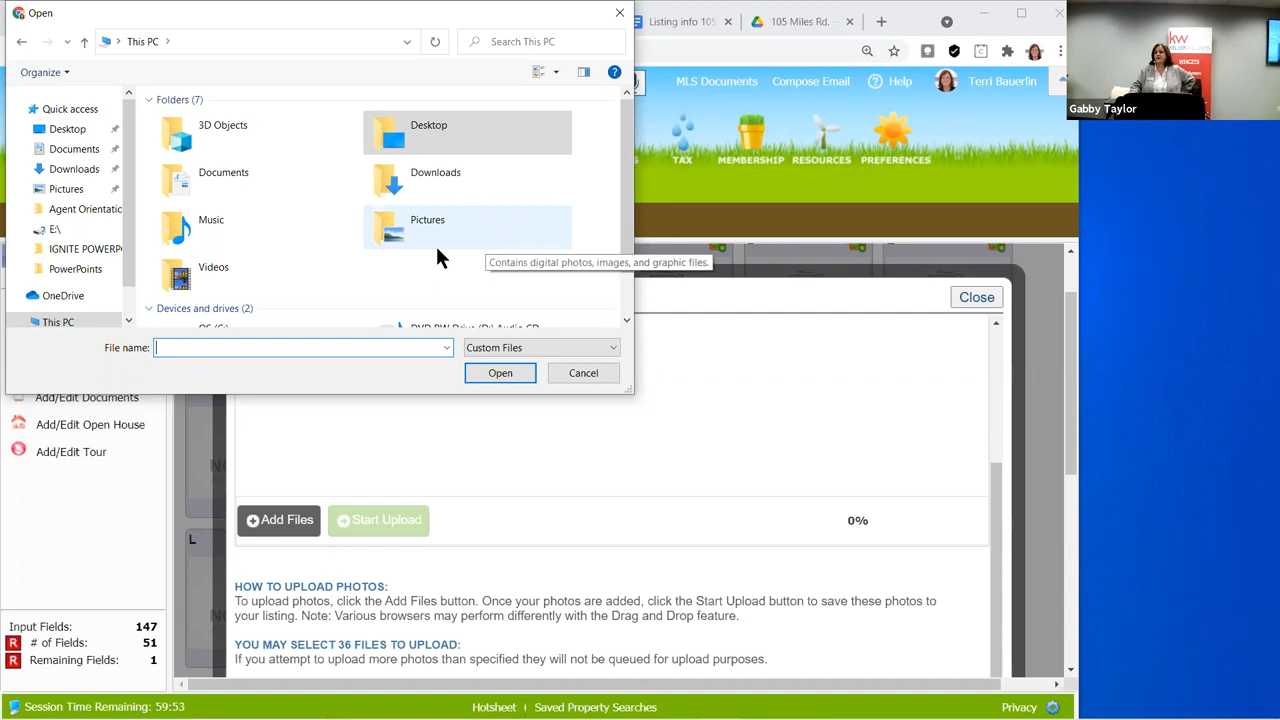 Open
Listing info 105
105 Miles Rd. -
This PC
Search This PC
Organize
Quick access
Desktop
Documents
Downloads
Pictures
Agent Orientatic
E:\
IGNITE POWERP
PowerPoints
OneDrive
This PC
Folders (7)
3D Objects
Desktop
Documents
Downloads
Music
Pictures
Videos
Contains digital photos, images, and graphic files.
Devices and drives (2)
File name:
Custom Files
Open
Cancel
MLS Documents
Compose Email
Help
Terri Bauerlin
TAX
MEMBERSHIP
RESOURCES
PREFERENCES
kw
KELLERWILLIAMS
Gabby Taylor
Close
Add/Edit Documents
Add/Edit Open House
Add/Edit Tour
L
Add Files
Start Upload
0%
HOW TO UPLOAD PHOTOS:
To upload photos, click the Add Files button. Once your photos are added, click the Start Upload button to save these photos to
your listing. Note: Various browsers may perform differently with the Drag and Drop feature.
YOU MAY SELECT 36 FILES TO UPLOAD:
If you attempt to upload more photos than specified they will not be queued for upload purposes.
Input Fields: 147
R # of Fields: 51
R Remaining Fields: 1
Session Time Remaining: 59:53
Hotsheet
Saved Property Searches
Privacy